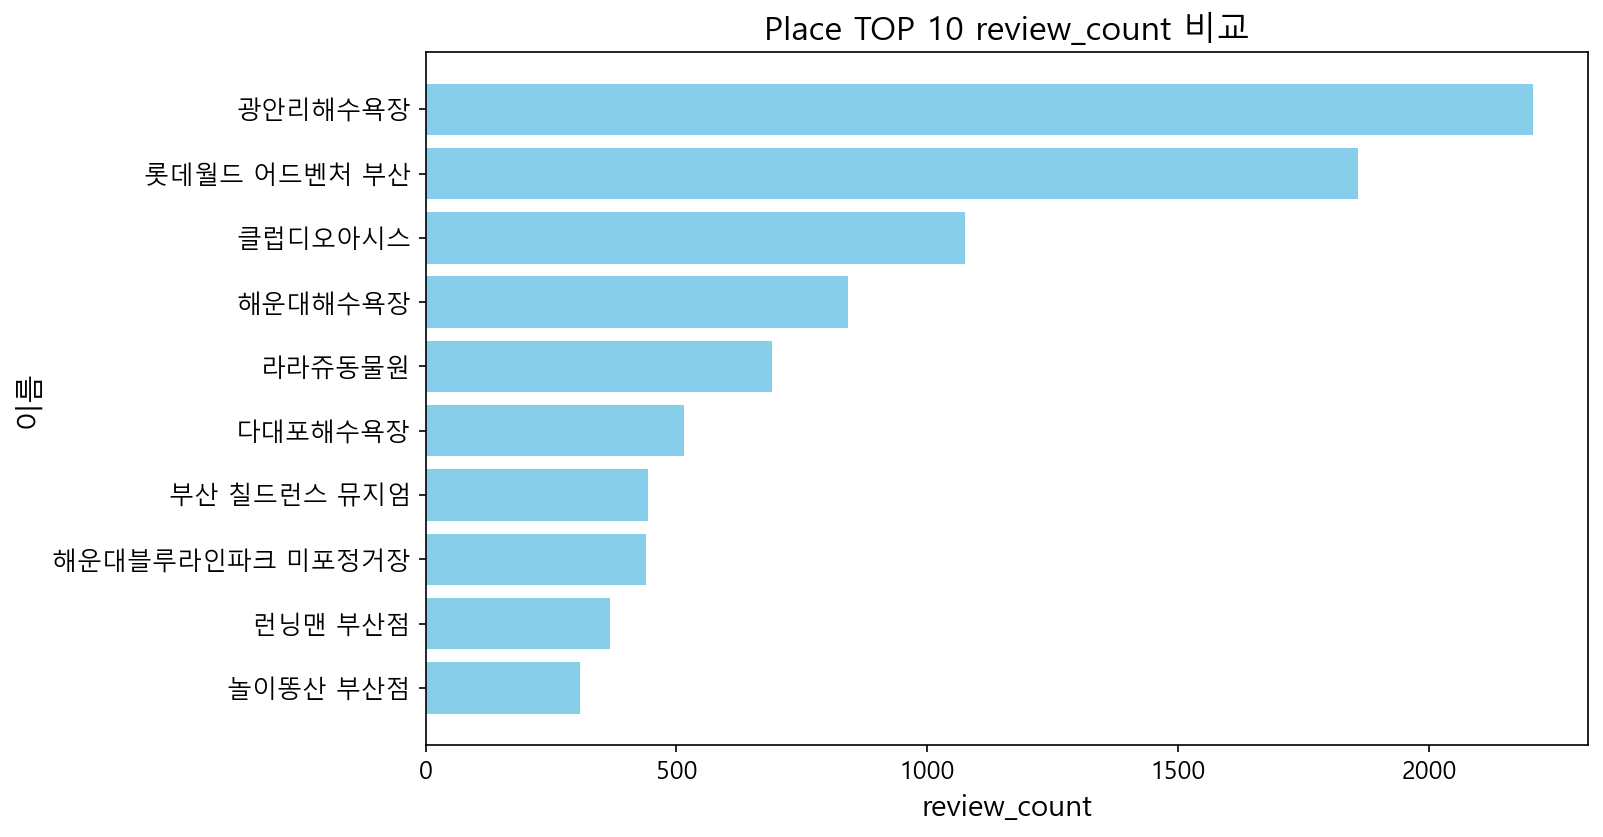 Place TOP 10 review_count 비교
광안리해수욕장
롯데월드 어드벤처 부산
클럽디오아시스
해운대해수욕장
라라쥬동물원
다대포해수욕장
부산 칠드런스 뮤지엄
해운대블루라인파크 미포정거장
런닝맨 부산점
놀이똥산 부산점
이름
0 500 1000 1500 2000
review_count